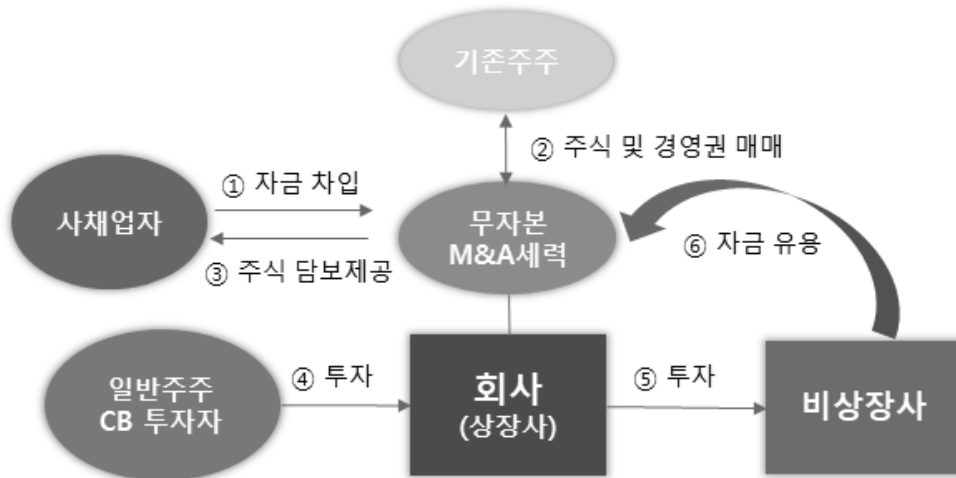 기존주주
② 주식 및 경영권 매매
① 자금 차입
사채업자
무자본
M&A세력
③ 주식 담보제공
⑥ 자금 유용
일반주주
CB 투자자
④ 투자
회사
(상장사)
⑤ 투자
비상장사